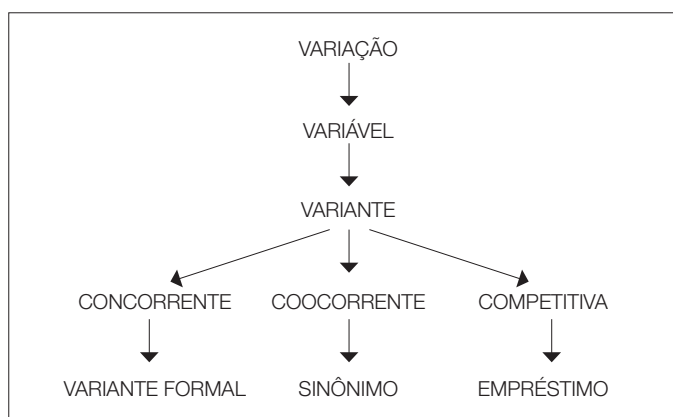 VARIAÇÃO
VARIÁVEL
VARIANTE
CONCORRENTE COOCORRENTE COMPETITIVA
VARIANTE FORMAL SINÔNIMO EMPRÉSTIMO